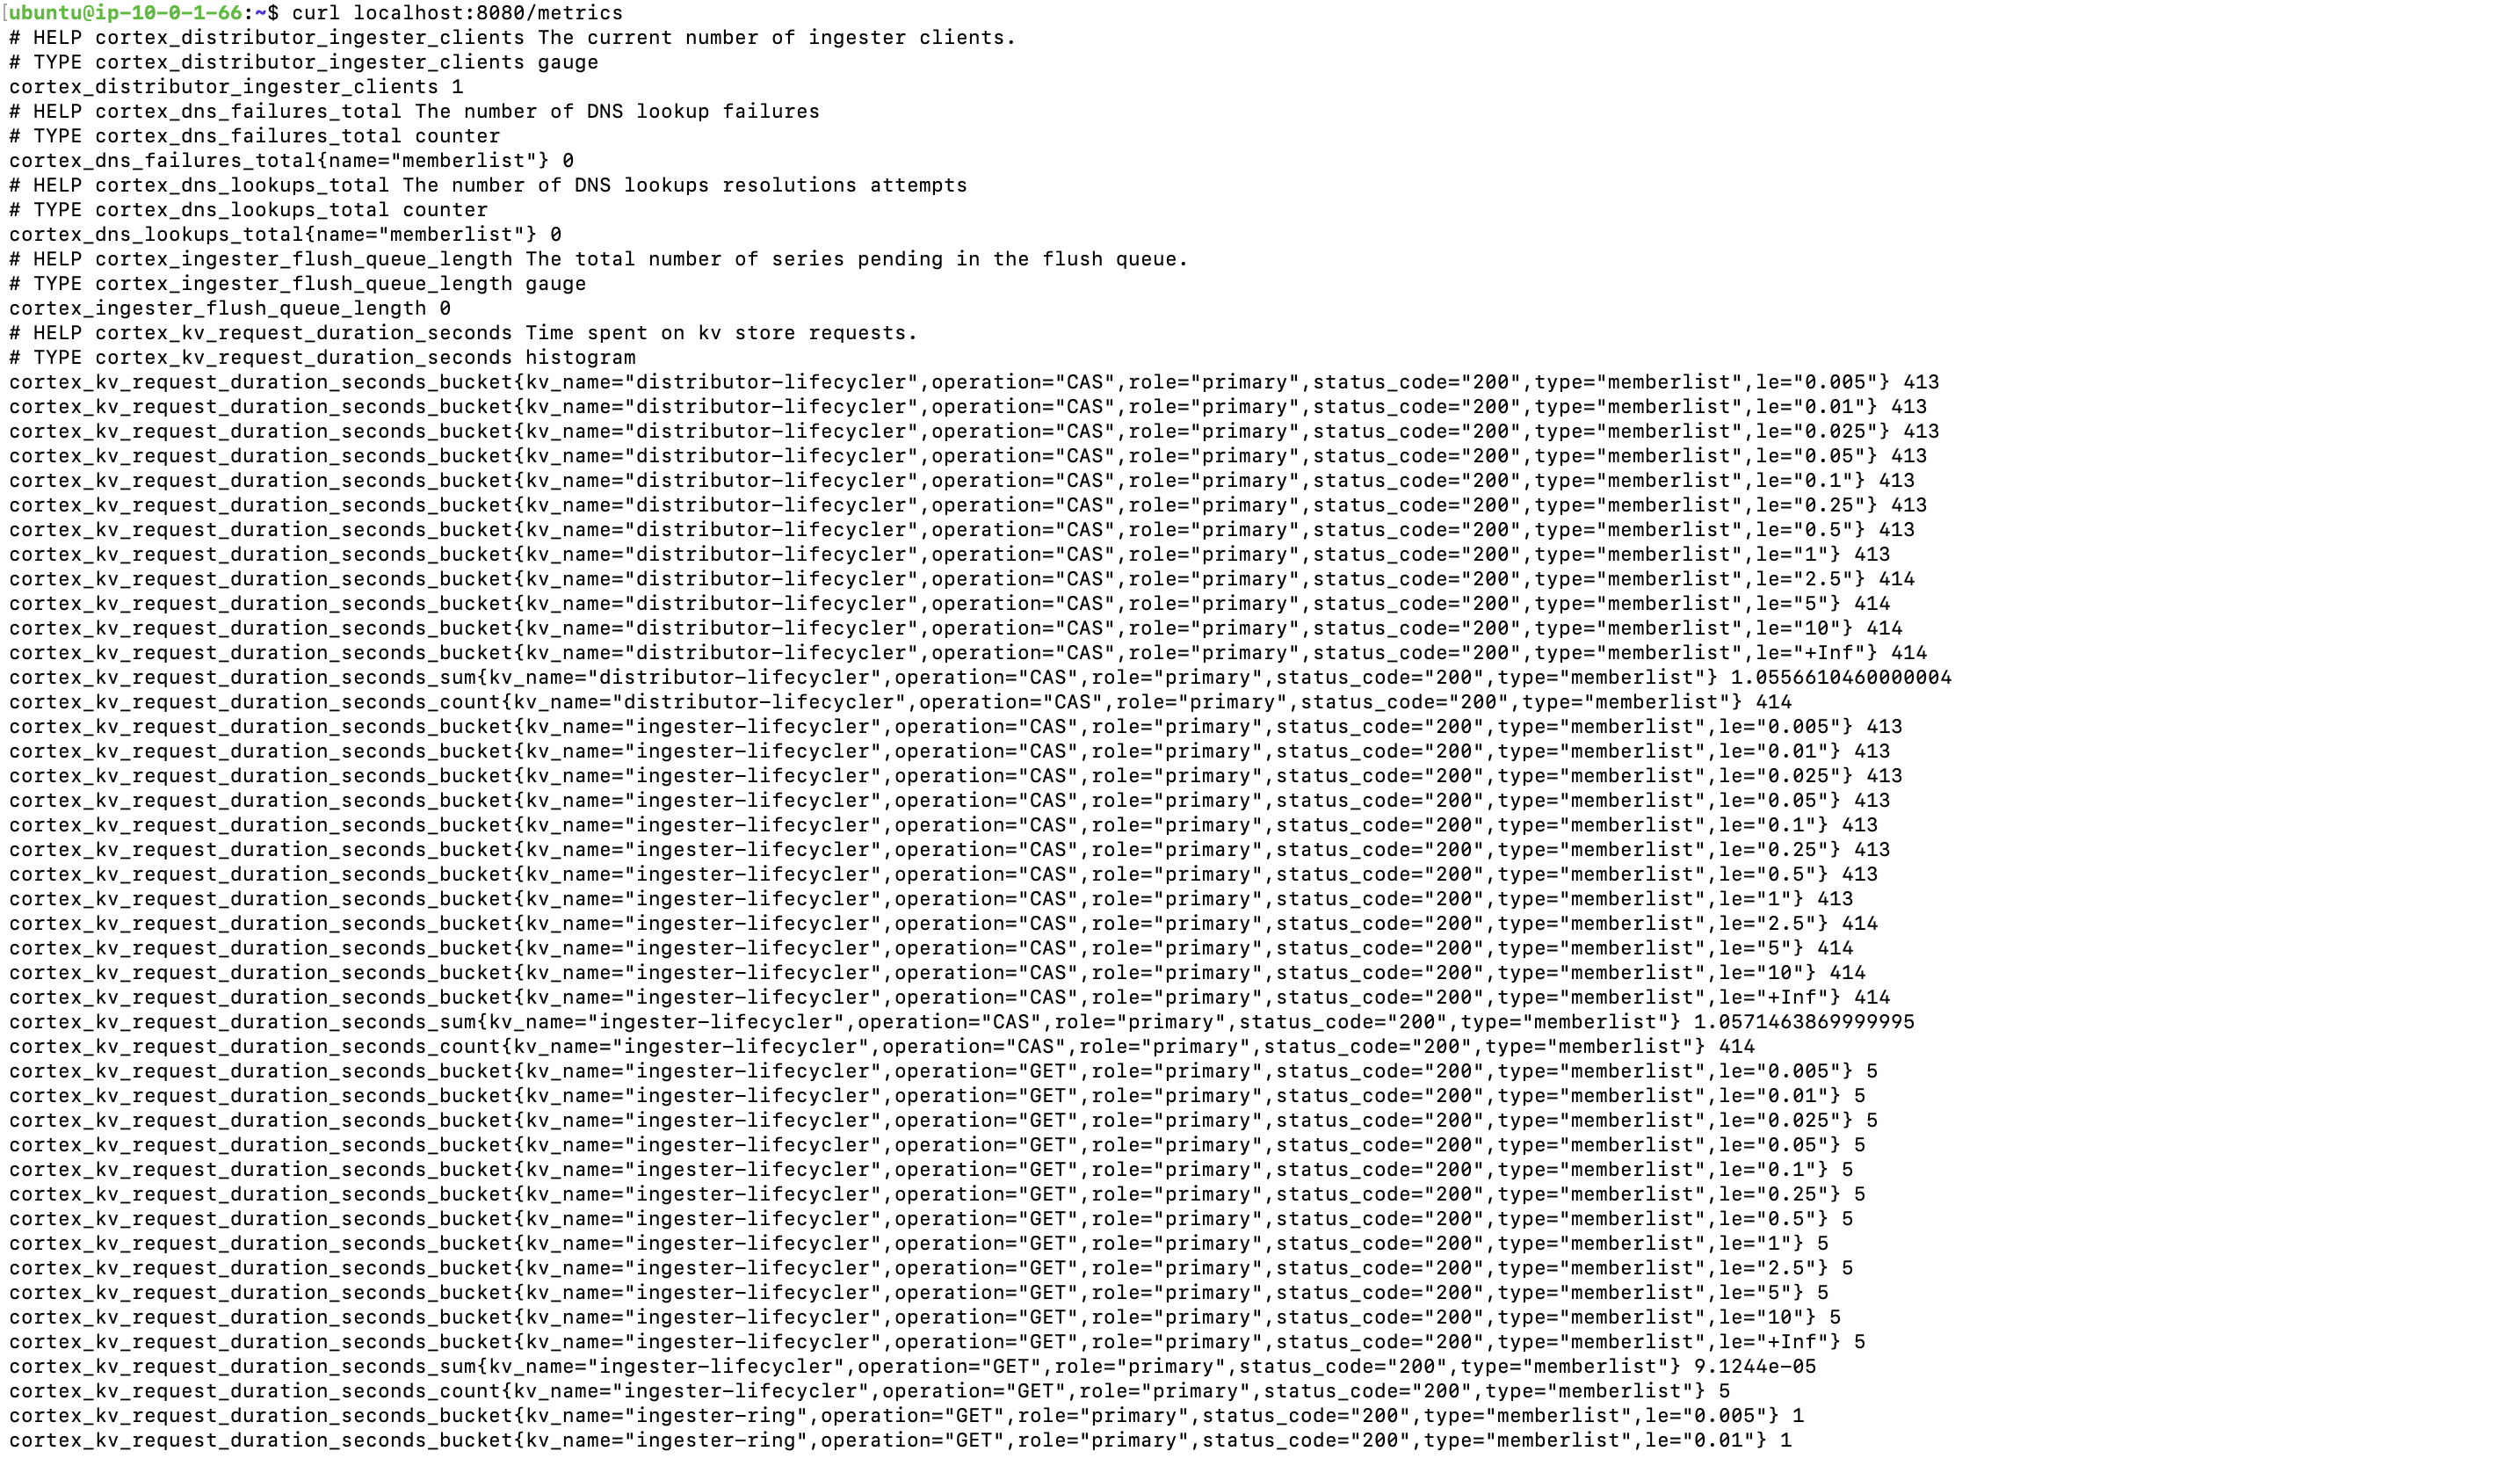 [ubuntu@ip-10-0-1-66:~$ curl localhost:8080/metrics
# HELP cortex_distributor_ingester_clients The current number of ingester clients.
# TYPE cortex_distributor_ingester_clients gauge
cortex_distributor_ingester_clients 1
# HELP cortex_dns_failures_total The number of DNS lookup failures
# TYPE cortex_dns_failures_total counter
cortex_dns_failures_total{name="memberlist"} 0
# HELP cortex_dns_lookups_total The number of DNS lookups resolutions attempts
# TYPE cortex_dns_lookups_total counter
cortex_dns_lookups_total{name="memberlist"} 0
# HELP cortex_ingester_flush_queue_length The total number of series pending in the flush queue.
# TYPE cortex_ingester_flush_queue_length gauge
cortex_ingester_flush_queue_length 0
# HELP cortex_kv_request_duration_seconds Time spent on kv store requests.
# TYPE cortex_kv_request_duration_seconds histogram
cortex_kv_request_duration_seconds_bucket{kv_name="distributor-lifecycler",operation="CAS",role="primary",status_code="200",type="memberlist",le="0.005"} 413
cortex_kv_request_duration_seconds_bucket{kv_name="distributor-lifecycler",operation="CAS",role="primary",status_code="200",type="memberlist",le="0.01"} 413
cortex_kv_request_duration_seconds_bucket{kv_name="distributor-lifecycler",operation="CAS",role="primary",status_code="200",type="memberlist",le="0.025"} 413
cortex_kv_request_duration_seconds_bucket{kv_name="distributor-lifecycler",operation="CAS",role="primary",status_code="200",type="memberlist",le="0.05"} 413
cortex_kv_request_duration_seconds_bucket{kv_name="distributor-lifecycler",operation="CAS",role="primary",status_code="200",type="memberlist",le="0.1"} 413
cortex_kv_request_duration_seconds_bucket{kv_name="distributor-lifecycler",operation="CAS",role="primary",status_code="200",type="memberlist",le="0.25"} 413
cortex_kv_request_duration_seconds_bucket{kv_name="distributor-lifecycler",operation="CAS",role="primary",status_code="200",type="memberlist",le="0.5"} 413
cortex_kv_request_duration_seconds_bucket{kv_name="distributor-lifecycler",operation="CAS",role="primary",status_code="200",type="memberlist",le="1"} 413
cortex_kv_request_duration_seconds_bucket{kv_name="distributor-lifecycler",operation="CAS",role="primary",status_code="200",type="memberlist",le="2.5"} 414
cortex_kv_request_duration_seconds_bucket{kv_name="distributor-lifecycler",operation="CAS",role="primary",status_code="200",type="memberlist",le="5"} 414
cortex_kv_request_duration_seconds_bucket{kv_name="distributor-lifecycler",operation="CAS",role="primary",status_code="200",type="memberlist",le="10"} 414
cortex_kv_request_duration_seconds_bucket{kv_name="distributor-lifecycler",operation="CAS",role="primary",status_code="200",type="memberlist",le="+Inf"} 414
cortex_kv_request_duration_seconds_sum{kv_name="distributor-lifecycler",operation="CAS",role="primary",status_code="200",type="memberlist"} 1.0556610460000004
cortex_kv_request_duration_seconds_count{kv_name="distributor-lifecycler",operation="CAS",role="primary",status_code="200",type="memberlist"} 414
cortex_kv_request_duration_seconds_bucket{kv_name="ingester-lifecycler",operation="CAS",role="primary",status_code="200",type="memberlist",le="0.005"} 413
cortex_kv_request_duration_seconds_bucket{kv_name="ingester-lifecycler",operation="CAS",role="primary",status_code="200",type="memberlist",le="0.01"} 413
cortex_kv_request_duration_seconds_bucket{kv_name="ingester-lifecycler",operation="CAS",role="primary",status_code="200",type="memberlist",le="0.025"} 413
cortex_kv_request_duration_seconds_bucket{kv_name="ingester-lifecycler",operation="CAS",role="primary",status_code="200",type="memberlist",le="0.05"} 413
cortex_kv_request_duration_seconds_bucket{kv_name="ingester-lifecycler",operation="CAS",role="primary",status_code="200",type="memberlist",le="0.1"} 413
cortex_kv_request_duration_seconds_bucket{kv_name="ingester-lifecycler",operation="CAS",role="primary",status_code="200",type="memberlist",le="0.25"} 413
cortex_kv_request_duration_seconds_bucket{kv_name="ingester-lifecycler",operation="CAS",role="primary",status_code="200",type="memberlist",le="0.5"} 413
cortex_kv_request_duration_seconds_bucket{kv_name="ingester-lifecycler",operation="CAS",role="primary",status_code="200",type="memberlist",le="1"} 413
cortex_kv_request_duration_seconds_bucket{kv_name="ingester-lifecycler",operation="CAS",role="primary",status_code="200",type="memberlist",le="2.5"} 414
cortex_kv_request_duration_seconds_bucket{kv_name="ingester-lifecycler",operation="CAS",role="primary",status_code="200",type="memberlist",le="5"} 414
cortex_kv_request_duration_seconds_bucket{kv_name="ingester-lifecycler",operation="CAS",role="primary",status_code="200",type="memberlist",le="10"} 414
cortex_kv_request_duration_seconds_bucket{kv_name="ingester-lifecycler",operation="CAS",role="primary",status_code="200",type="memberlist",le="+Inf"} 414
cortex_kv_request_duration_seconds_sum{kv_name="ingester-lifecycler",operation="CAS",role="primary",status_code="200",type="memberlist"} 1.0571463869999995
cortex_kv_request_duration_seconds_count{kv_name="ingester-lifecycler",operation="CAS",role="primary",status_code="200",type="memberlist"} 414
cortex_kv_request_duration_seconds_bucket{kv_name="ingester-lifecycler",operation="GET",role="primary",status_code="200",type="memberlist",le="0.005"} 5
cortex_kv_request_duration_seconds_bucket{kv_name="ingester-lifecycler",operation="GET",role="primary",status_code="200",type="memberlist",le="0.01"} 5
cortex_kv_request_duration_seconds_bucket{kv_name="ingester-lifecycler",operation="GET",role="primary",status_code="200",type="memberlist",le="0.025"} 5
cortex_kv_request_duration_seconds_bucket{kv_name="ingester-lifecycler",operation="GET",role="primary",status_code="200",type="memberlist",le="0.05"} 5
cortex_kv_request_duration_seconds_bucket{kv_name="ingester-lifecycler",operation="GET",role="primary",status_code="200",type="memberlist",le="0.1"} 5
cortex_kv_request_duration_seconds_bucket{kv_name="ingester-lifecycler",operation="GET",role="primary",status_code="200",type="memberlist",le="0.25"} 5
cortex_kv_request_duration_seconds_bucket{kv_name="ingester-lifecycler",operation="GET",role="primary",status_code="200",type="memberlist",le="0.5"} 5
cortex_kv_request_duration_seconds_bucket{kv_name="ingester-lifecycler",operation="GET",role="primary",status_code="200",type="memberlist",le="1"} 5
cortex_kv_request_duration_seconds_bucket{kv_name="ingester-lifecycler",operation="GET",role="primary",status_code="200",type="memberlist",le="2.5"} 5
cortex_kv_request_duration_seconds_bucket{kv_name="ingester-lifecycler",operation="GET",role="primary",status_code="200",type="memberlist",le="5"} 5
cortex_kv_request_duration_seconds_bucket{kv_name="ingester-lifecycler",operation="GET",role="primary",status_code="200",type="memberlist",le="10"} 5
cortex_kv_request_duration_seconds_bucket{kv_name="ingester-lifecycler",operation="GET",role="primary",status_code="200",type="memberlist",le="+Inf"} 5
cortex_kv_request_duration_seconds_sum{kv_name="ingester-lifecycler",operation="GET",role="primary",status_code="200",type="memberlist"} 9.1244e-05
cortex_kv_request_duration_seconds_count{kv_name="ingester-lifecycler",operation="GET",role="primary",status_code="200",type="memberlist"} 5
cortex_kv_request_duration_seconds_bucket{kv_name="ingester-ring",operation="GET",role="primary",status_code="200",type="memberlist",le="0.005"} 1
cortex_kv_request_duration_seconds_bucket{kv_name="ingester-ring",operation="GET",role="primary",status_code="200",type="memberlist",le="0.01"} 1